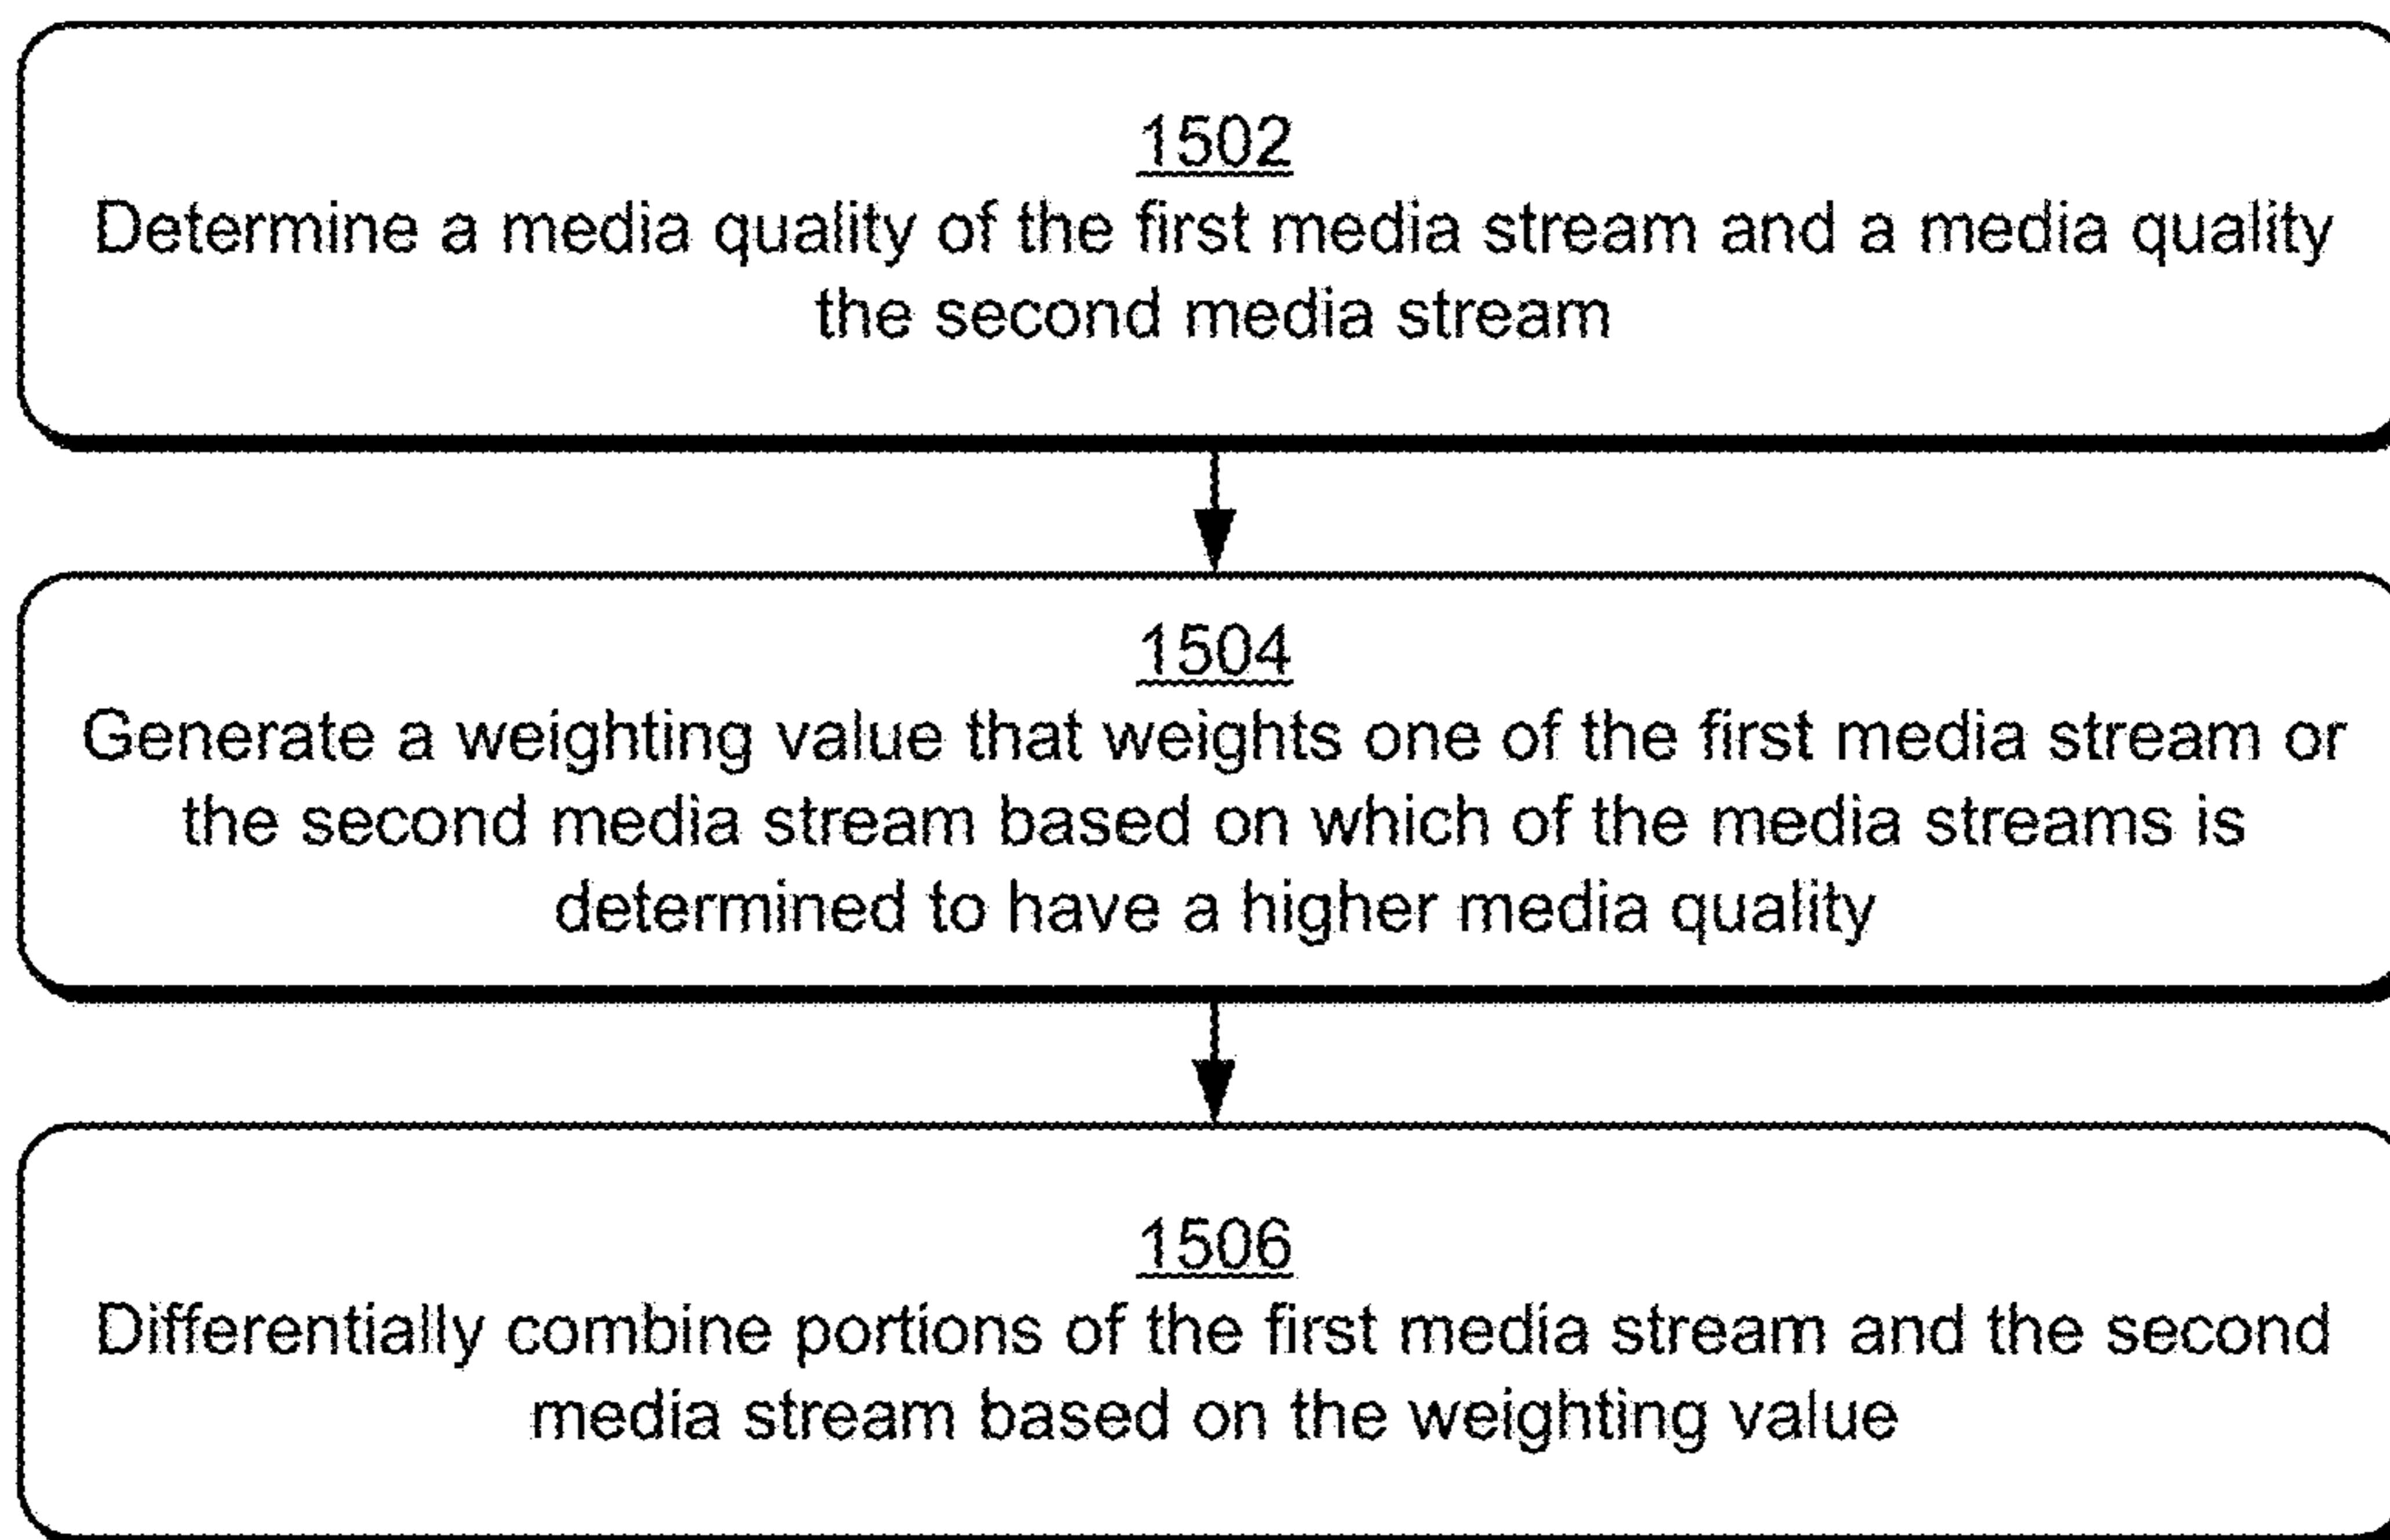 1502
Determine a media quality of the first media stream and a media quality
the second media stream
1504
Generate a weighting value that weights one of the first media stream or
the second media stream based on which of the media streams is
determined to have a higher media quality
1506
Differentially combine portions of the first media stream and the second
media stream based on the weighting value